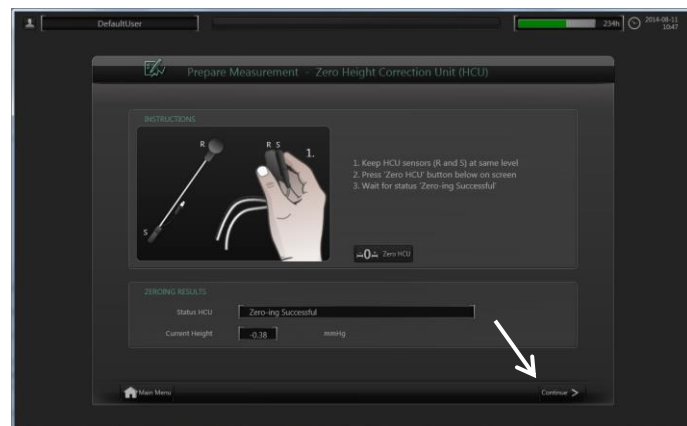 DefaultUser
234h
2014-08-11
10:47
Prepare Measurement - Zero Height Correction Unit (HCU)
INSTRUCTIONS
R
S
R S
1.
1. Keep HCU sensors (R and S) at same level
2. Press 'Zero HCU' button below on screen
3. Wait for status 'Zero-ing Successful'
0 Zero HCU
ZEROING RESULTS
Status HCU Zero-ing Successful
Current Height -0.38 mmHg
Main Menu
Continue >